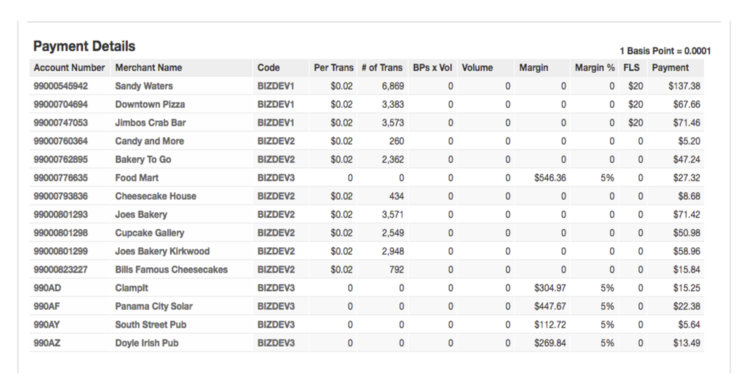 Payment Details
1 Basis Point = 0.0001
Account Number Merchant Name Code Per Trans # of Trans BPs x Vol Volume Margin Margin % FLS Payment
99000545942 Sandy Waters BIZDEV1 $0.02 6,869 0 0 0 0 $20 $137.38
99000704694 Downtown Pizza BIZDEV1 $0.02 3,383 0 0 0 0 $20 $67.66
99000747053 Jimbos Crab Bar BIZDEV1 $0.02 3,573 0 0 0 0 $20 $71.46
99000760364 Candy and More BIZDEV2 $0.02 260 0 0 0 0 0 $5.20
99000762895 Bakery To Go BIZDEV2 $0.02 2,362 0 0 0 0 0 $47.24
99000776635 Food Mart BIZDEV3 0 0 0 0 $546.36 5% 0 $27.32
99000793836 Cheesecake House BIZDEV2 $0.02 434 0 0 0 0 0 $8.68
99000801293 Joes Bakery BIZDEV2 $0.02 3,571 0 0 0 0 0 $71.42
99000801298 Cupcake Gallery BIZDEV2 $0.02 2,549 0 0 0 0 0 $50.98
99000801299 Joes Bakery Kirkwood BIZDEV2 $0.02 2,948 0 0 0 0 0 $58.96
99000823227 Bills Famous Cheesecakes BIZDEV2 $0.02 792 0 0 0 0 0 $15.84
990AD Clampit BIZDEV3 0 0 0 0 $304.97 5% 0 $15.25
990AF Panama City Solar BIZDEV3 0 0 0 0 $447.67 5% 0 $22.38
990AY South Street Pub BIZDEV3 0 0 0 0 $112.72 5% 0 $5.64
990AZ Doyle Irish Pub BIZDEV3 0 0 0 0 $269.84 5% 0 $13.49